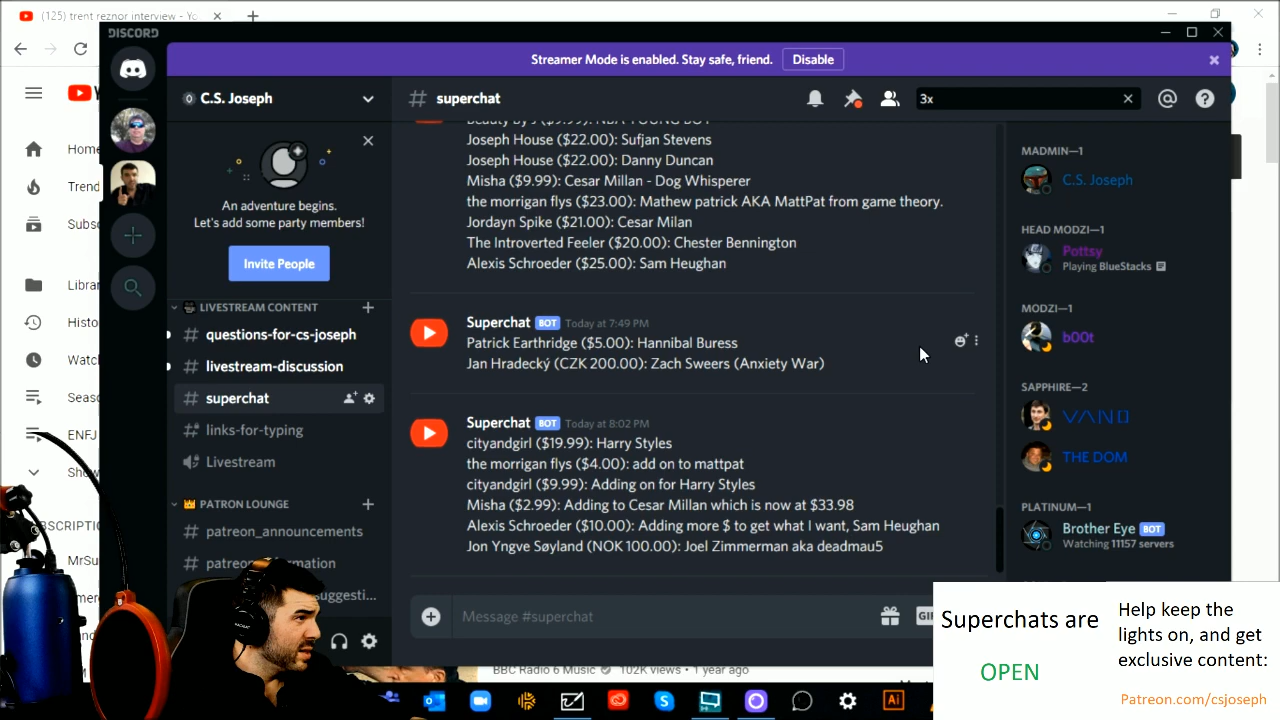 (125) trent reznor interview - Yo
DISCORD
Streamer Mode is enabled. Stay safe, friend.
Disable
C.S. Joseph
# superchat
3x
An adventure begins.
Let's add some party members!
Invite People
LIVESTREAM CONTENT
# questions-for-cs-joseph
# livestream-discussion
# superchat
# links-for-typing
Livestream
PATRON LOUNGE
# patreon_announcements
Joseph House ($22.00): Sufjan Stevens
Joseph House ($22.00): Danny Duncan
Misha ($9.99): Cesar Millan - Dog Whisperer
the morrigan flys ($23.00): Mathew patrick AKA MattPat from game theory.
Jordayn Spike ($21.00): Cesar Milan
The Introverted Feeler ($20.00): Chester Bennington
Alexis Schroeder ($25.00): Sam Heughan
Superchat BOT Today at 7:49 PM
Patrick Earthridge ($5.00): Hannibal Buress
Jan Hradecký (CZK 200.00): Zach Sweers (Anxiety War)
Superchat BOT Today at 8:02 PM
cityandgirl ($19.99): Harry Styles
the morrigan flys ($4.00): add on to mattpat
cityandgirl ($9.99): Adding on for Harry Styles
Misha ($2.99): Adding to Cesar Millan which is now at $33.98
Alexis Schroeder ($10.00): Adding more $ to get what I want, Sam Heughan
Jon Yngve Søyland (NOK 100.00): Joel Zimmerman aka deadmau5
Message #superchat
GIF
MADMIN—1
C.S. Joseph
HEAD MODZI—1
Pottsy
Playing BlueStacks
MODZI—1
b00t
SAPPHIRE—2
THE DOM
PLATINUM—1
Brother Eye BOT
Watching 11157 servers
Home
Trend
Subs
Librar
Histo
Watch
Seaso
ENFJ
Show
MrSu
BBC Radio 6 Music 102K views • 1 year ago
Superchats are
OPEN
Help keep the
lights on, and get
exclusive content:
Patreon.com/csjoseph
Ai